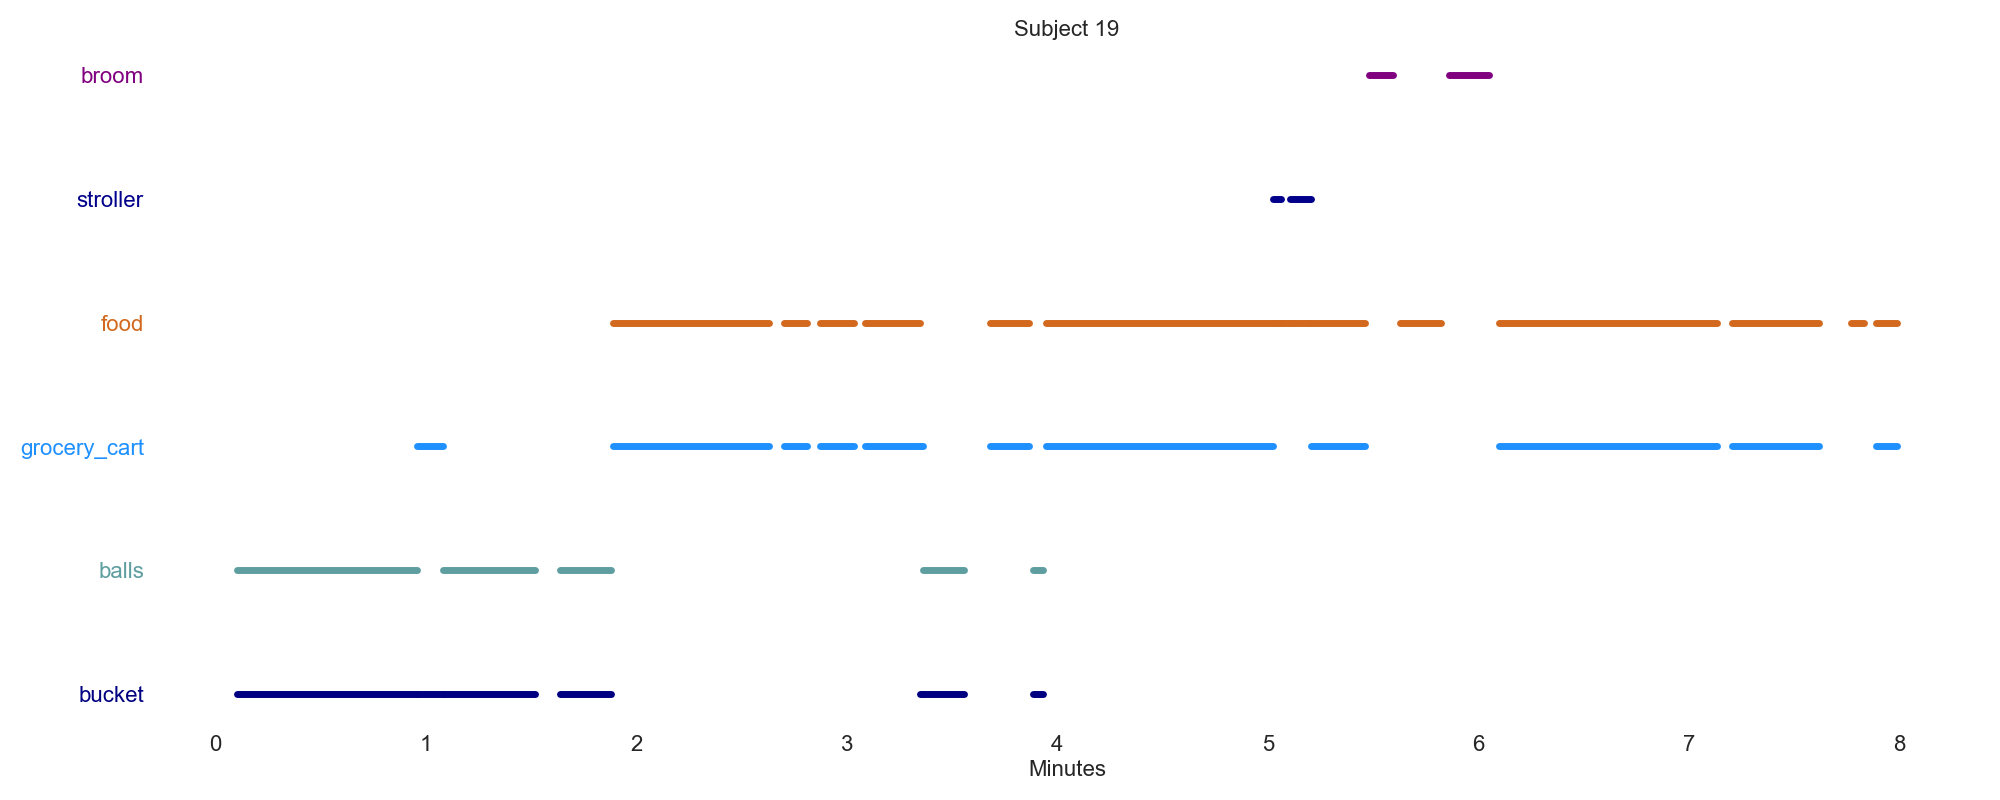 Subject 19
broom
stroller
food
grocery_cart
balls
bucket
0 1 2 3 4 5 6 7 8
Minutes